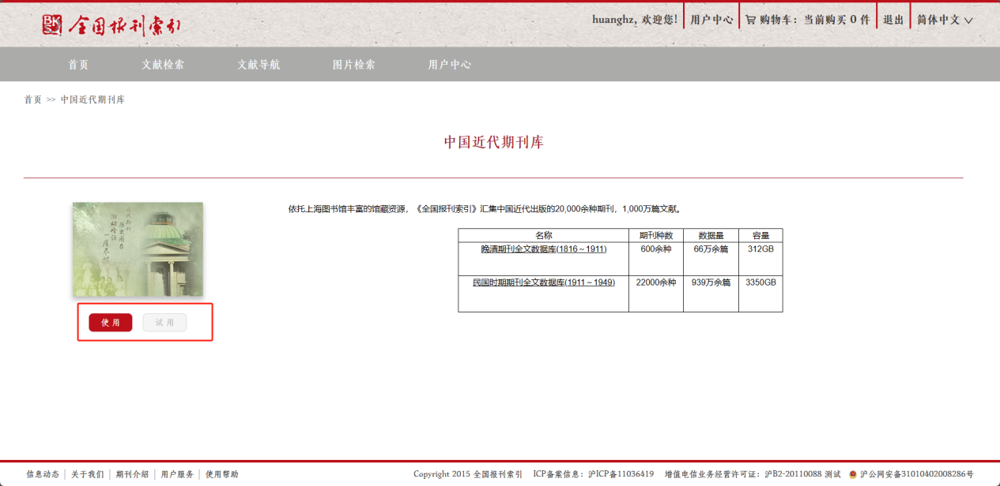 全国报刊索引
huanghz, 欢迎您! 用户中心 购物车：当前购买 0 件 退出 简体中文
首页 文献检索 文献导航 图片检索 用户中心
首页 >> 中国近代期刊库
中国近代期刊库
依托上海图书馆丰富的馆藏资源，《全国报刊索引》汇集中国近代出版的20,000余种期刊，1,000万篇文献。
名称 期刊种数 数据量 容量
晚清期刊全文数据库(1816～1911) 600余种 66万余篇 312GB
民国时期期刊全文数据库(1911～1949) 22000余种 939万余篇 3350GB
使 用 试 用
信息动态 关于我们 期刊介绍 用户服务 使用帮助 Copyright 2015 全国报刊索引 ICP备案信息：沪ICP备11036419 增值电信业务经营许可证：沪B2-20110088 测试 沪公网安备31010402008286号